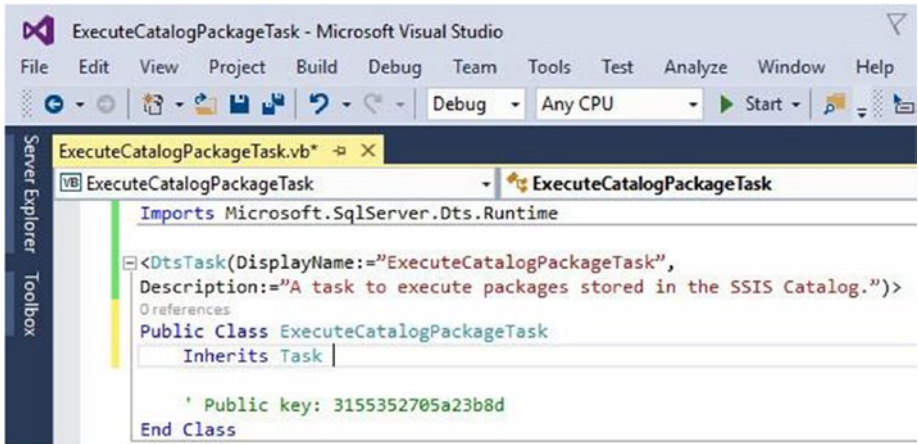 ExecuteCatalogPackageTask - Microsoft Visual Studio
File Edit View Project Build Debug Team Tools Test Analyze Window Help
Debug Any CPU Start
Server Explorer
Toolbox
ExecuteCatalogPackageTask.vb*
VB ExecuteCatalogPackageTask ExecuteCatalogPackageTask
Imports Microsoft.SqlServer.Dts.Runtime
<DtsTask(DisplayName:=”ExecuteCatalogPackageTask”,
Description:=”A task to execute packages stored in the SSIS Catalog.”)>
0 references
Public Class ExecuteCatalogPackageTask
Inherits Task
' Public key: 3155352705a23b8d
End Class